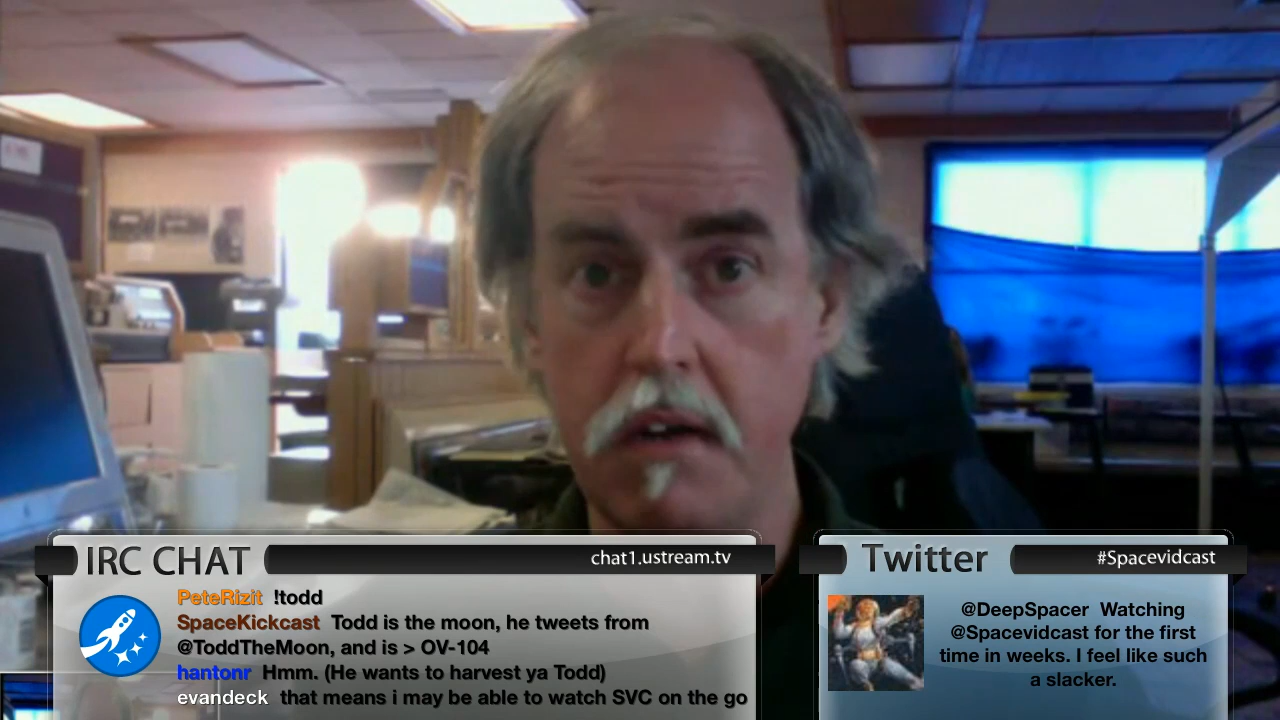 IRC CHAT
chat1.ustream.tv
PeteRizit !todd
SpaceKickcast Todd is the moon, he tweets from
@ToddTheMoon, and is > OV-104
hantonr Hmm. (He wants to harvest ya Todd)
evandeck that means i may be able to watch SVC on the go
Twitter
#Spacevidcast
@DeepSpacer Watching
@Spacevidcast for the first
time in weeks. I feel like such
a slacker.